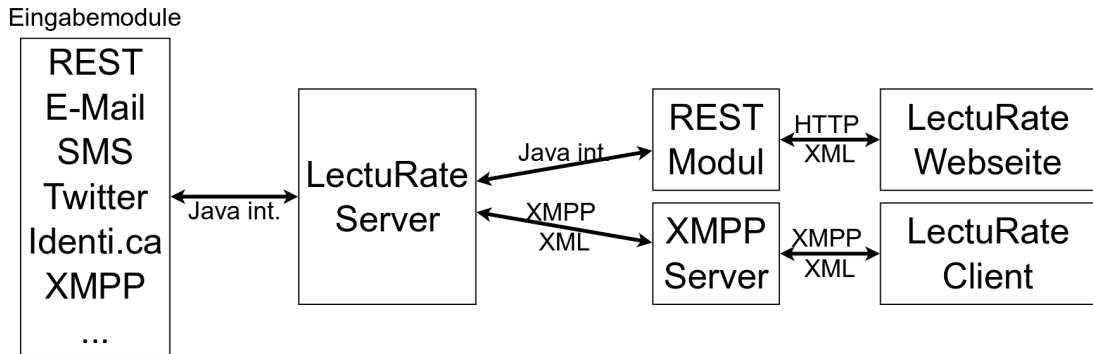 Eingabemodule
REST
E-Mail
SMS
Twitter
Identi.ca
XMPP
...
Java int.
LectuRate
Server
Java int.
XMPP
XML
REST
Modul
HTTP
XML
LectuRate
Webseite
XMPP
Server
XMPP
XML
LectuRate
Client